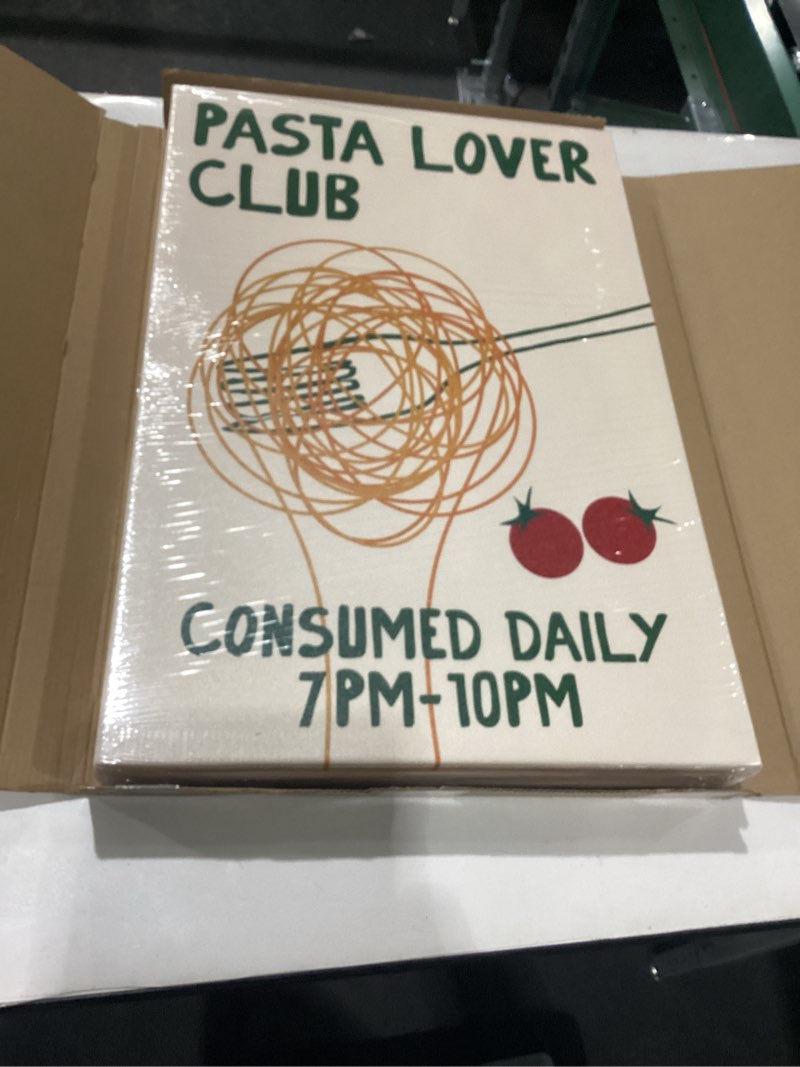 PASTA LOVER
CLUB
CONSUMED DAILY
7PM-10PM